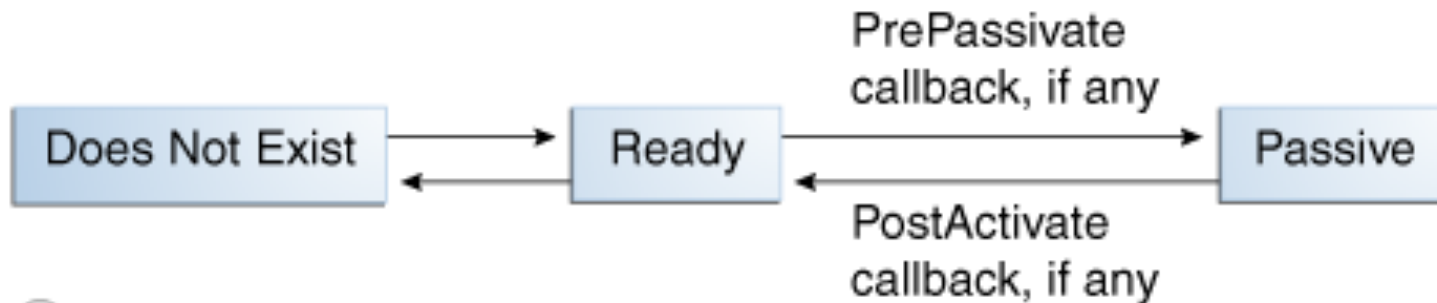 PrePassivate
callback, if any
Does Not Exist
Ready
Passive
PostActivate
callback, if any